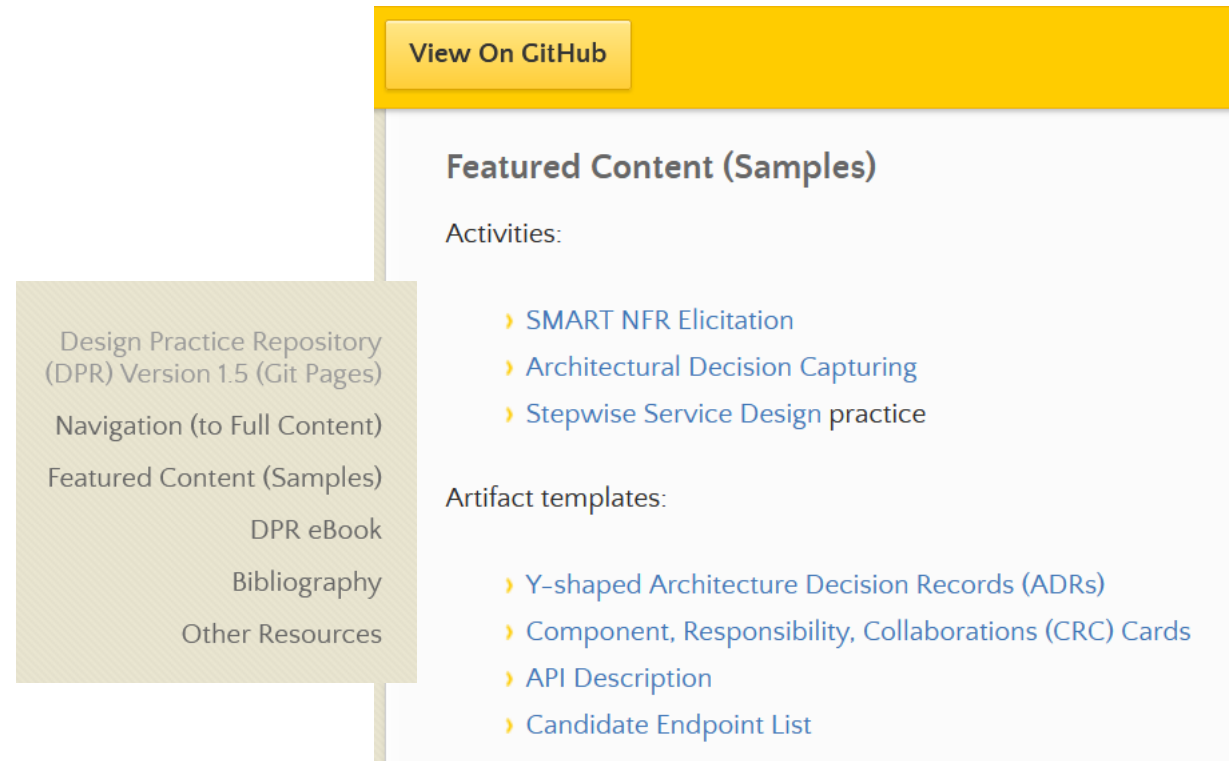 View On GitHub
Featured Content (Samples)
Activities:
SMART NFR Elicitation
Architectural Decision Capturing
Stepwise Service Design practice
Artifact templates:
Y-shaped Architecture Decision Records (ADRs)
Component, Responsibility, Collaborations (CRC) Cards
API Description
Candidate Endpoint List
Design Practice Repository
(DPR) Version 1.5 (Git Pages)
Navigation (to Full Content)
Featured Content (Samples)
DPR eBook
Bibliography
Other Resources